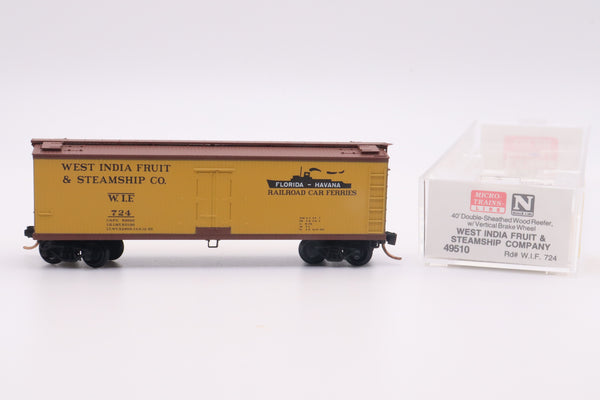 WEST INDIA FRUIT
& STEAMSHIP CO.
W.I.F.
724
FLORIDA - HAVANA
RAILROAD CAR FERRIES
MICRO-
TRAINS
LINE
N
40' Double-Sheathed Wood Reefer,
w/ Vertical Brake Wheel
WEST INDIA FRUIT &
STEAMSHIP COMPANY
49510
Rd# W.I.F. 724